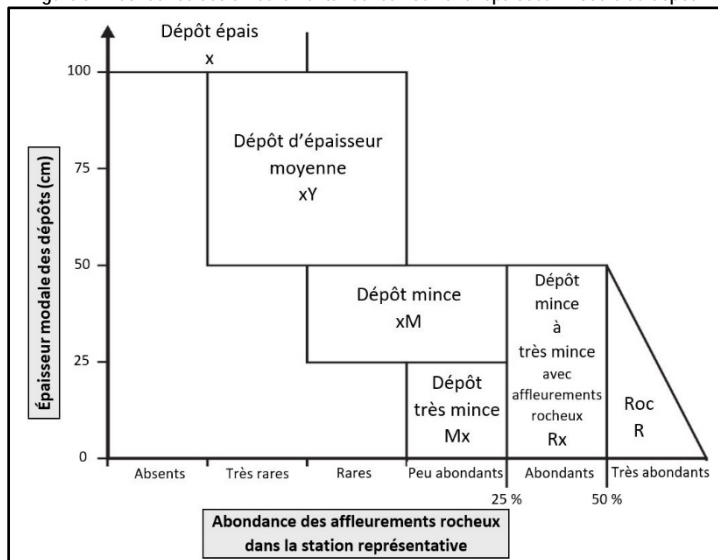 Dépôt épais
x
100
Dépôt d'épaisseur
moyenne
xY
75
50
Dépôt mince
xM
25
Dépôt
très mince
Mx
Dépôt
mince
à
très mince
avec
affleurements
rocheux
Rx
Roc
R
0
Épaisseur modale des dépôts (cm)
Absents
Très rares
Rares
Peu abondants
Abondants
Très abondants
25 %
50 %
Abondance des affleurements rocheux
dans la station représentative